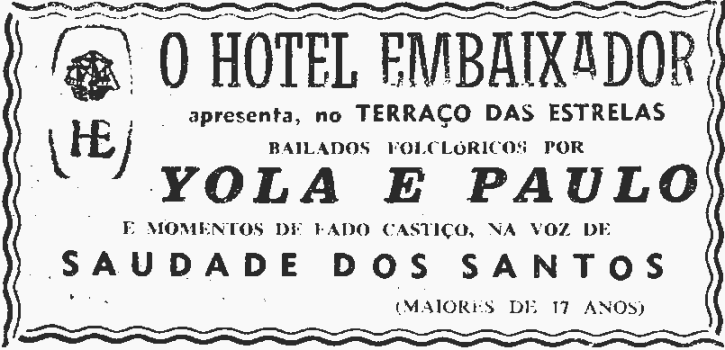 O HOTEL EMBAIXADOR
HE
apresenta, no TERRAÇO DAS ESTRELAS
BAILADOS FOLCLÓRICOS POR
YOLA E PAULO
E MOMENTOS DE FADO CASTIÇO, NA VOZ DE
SAUDADE DOS SANTOS
(MAIORES DE 17 ANOS)